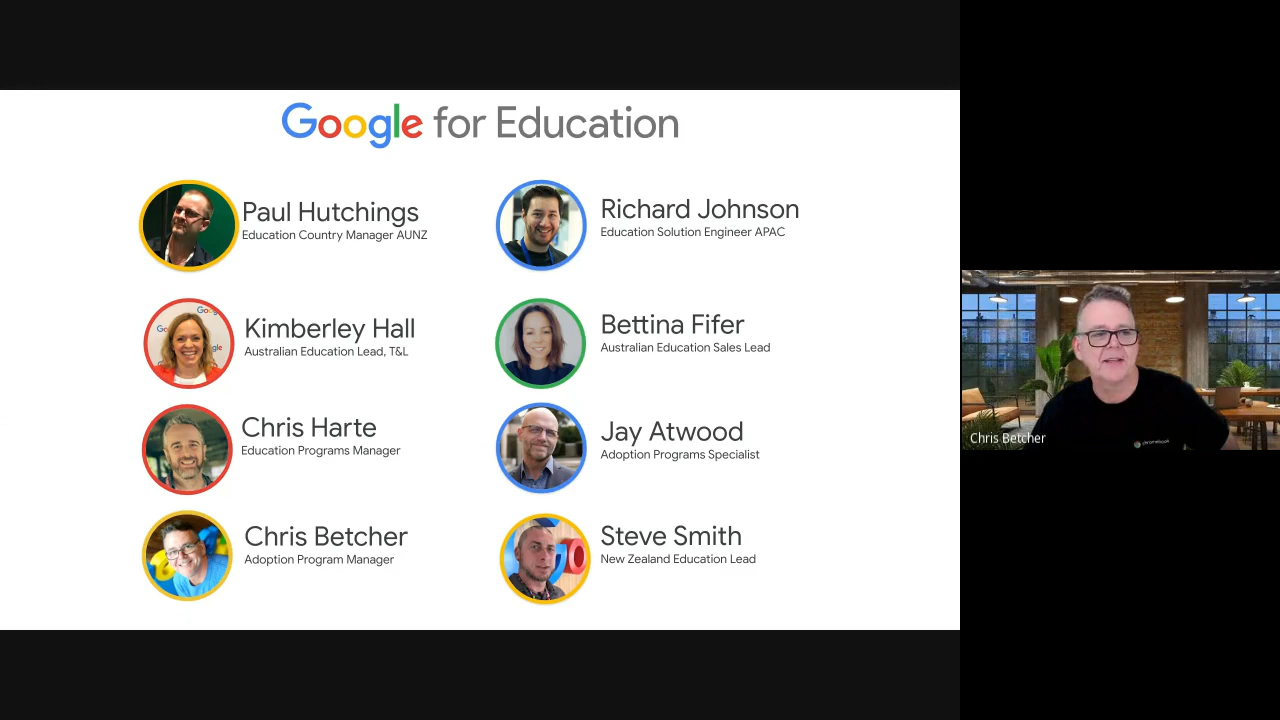 Google for Education
Paul Hutchings
Education Country Manager AUNZ
Richard Johnson
Education Solution Engineer APAC
Kimberley Hall
Australian Education Lead, T&L
Bettina Fifer
Australian Education Sales Lead
Chris Harte
Education Programs Manager
Jay Atwood
Adoption Programs Specialist
Chris Betcher
Adoption Program Manager
Steve Smith
New Zealand Education Lead
Chris Betcher
chromebook